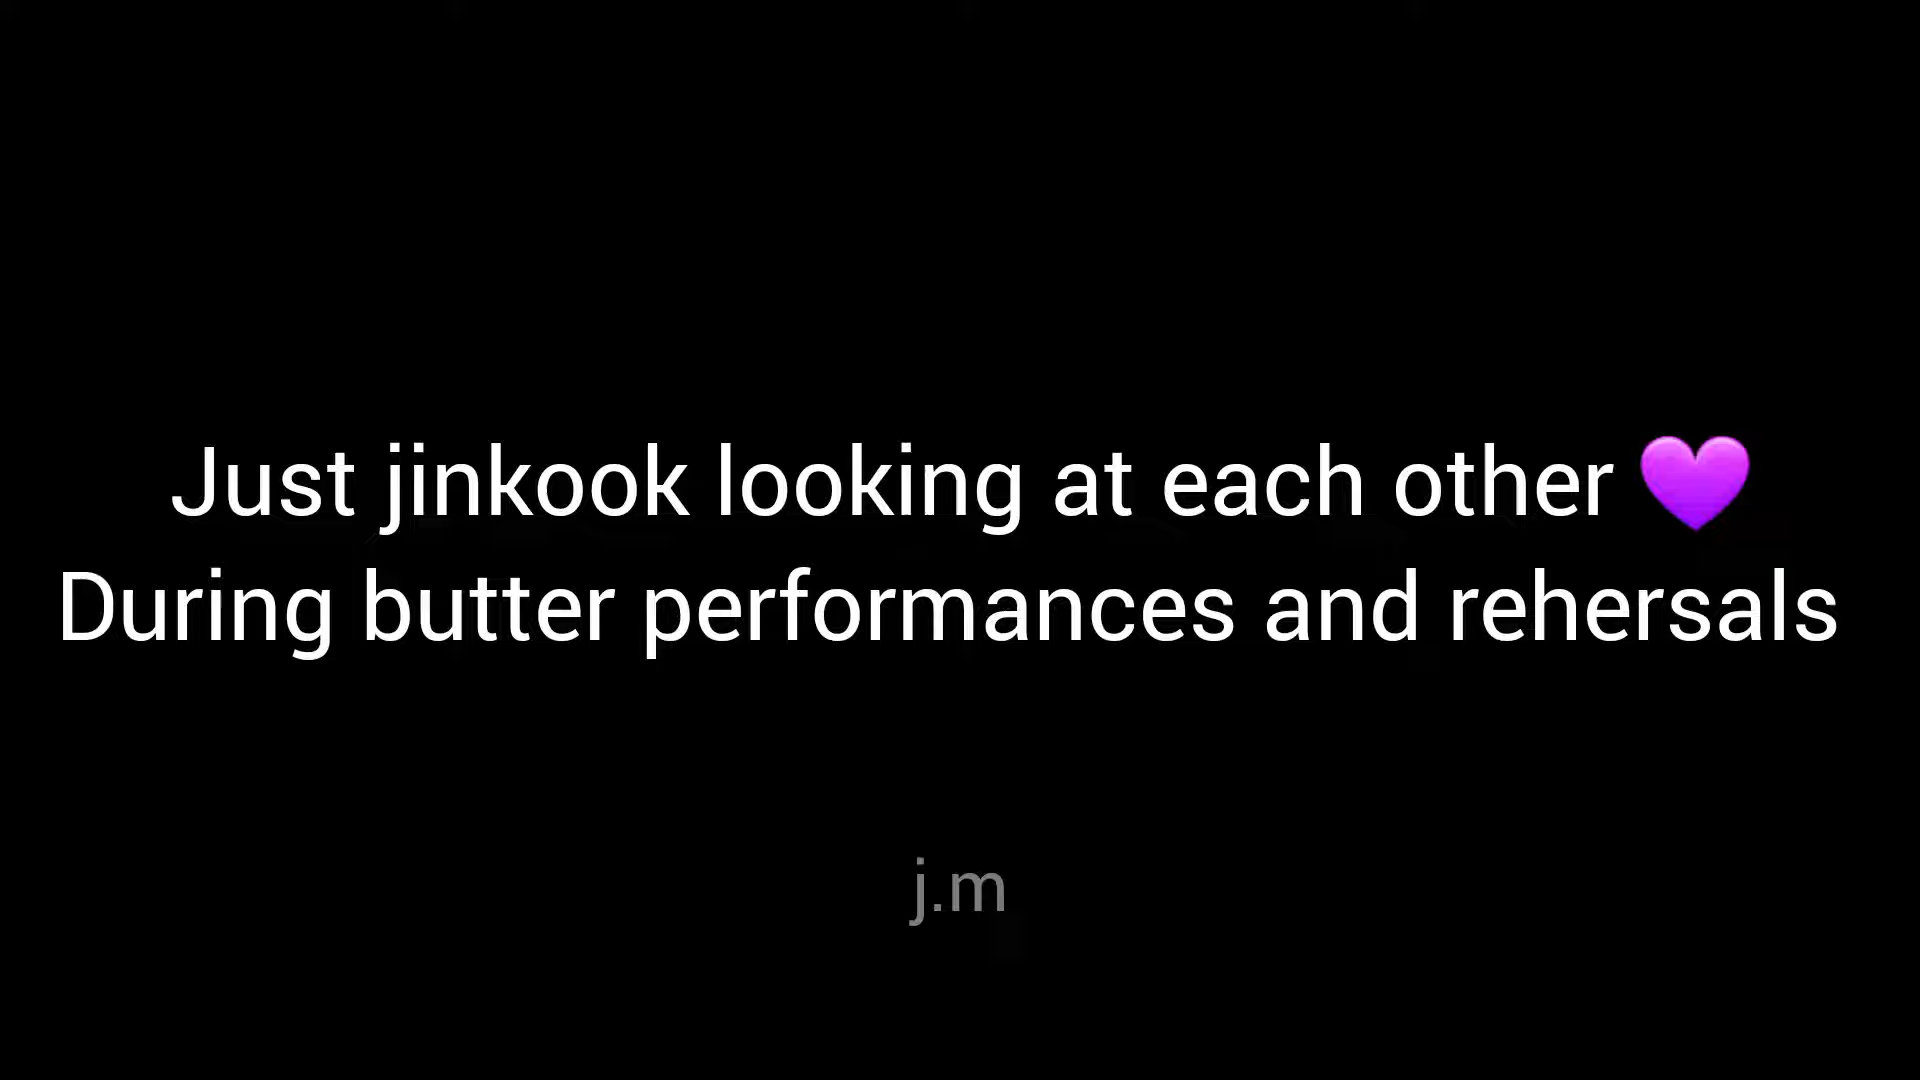 Just jinkook looking at each other 💜
During butter performances and rehersals
j.m